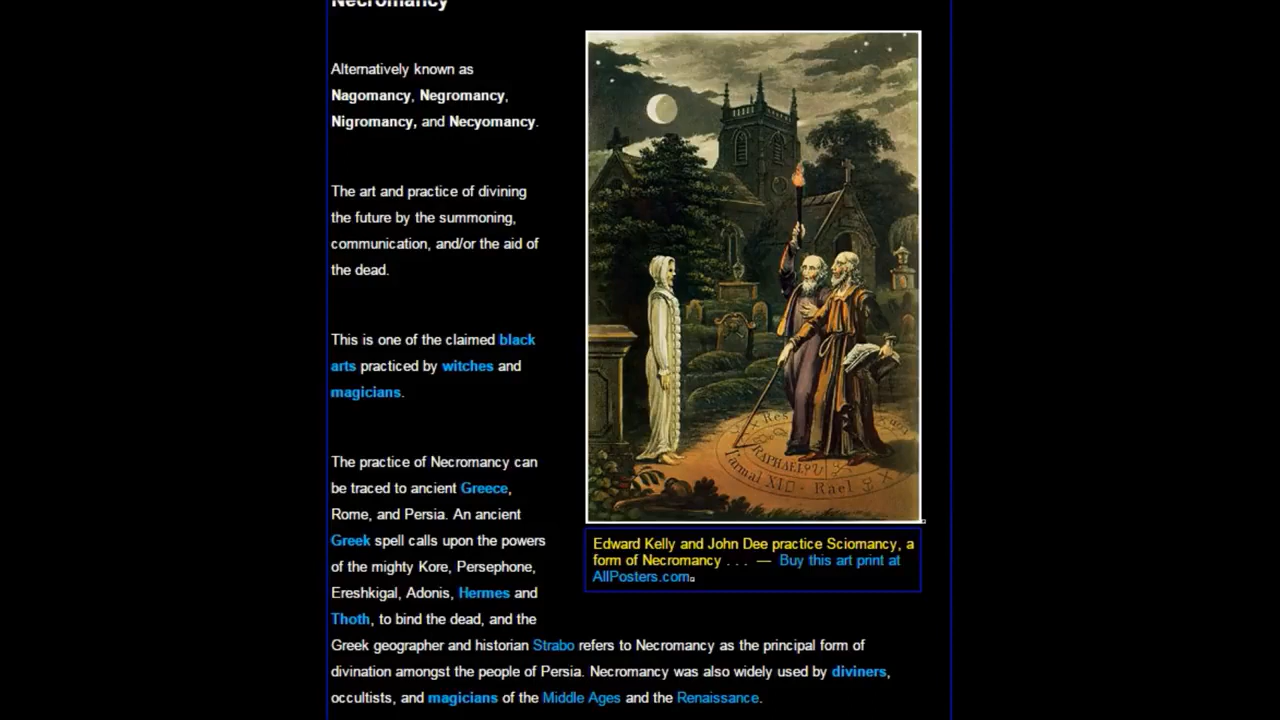 Necromancy
Alternatively known as
Nagomancy, Negromancy,
Nigromancy, and Necyomancy.
The art and practice of divining
the future by the summoning,
communication, and/or the aid of
the dead.
This is one of the claimed black
arts practiced by witches and
magicians.
The practice of Necromancy can
be traced to ancient Greece,
Rome, and Persia. An ancient
Greek spell calls upon the powers
of the mighty Kore, Persephone,
Ereshkigal, Adonis, Hermes and
Thoth, to bind the dead, and the
Greek geographer and historian Strabo refers to Necromancy as the principal form of
divination amongst the people of Persia. Necromancy was also widely used by diviners,
occultists, and magicians of the Middle Ages and the Renaissance.
RAPHAEL
Rael
Edward Kelly and John Dee practice Sciomancy, a
form of Necromancy . . . — Buy this art print at
AllPosters.com